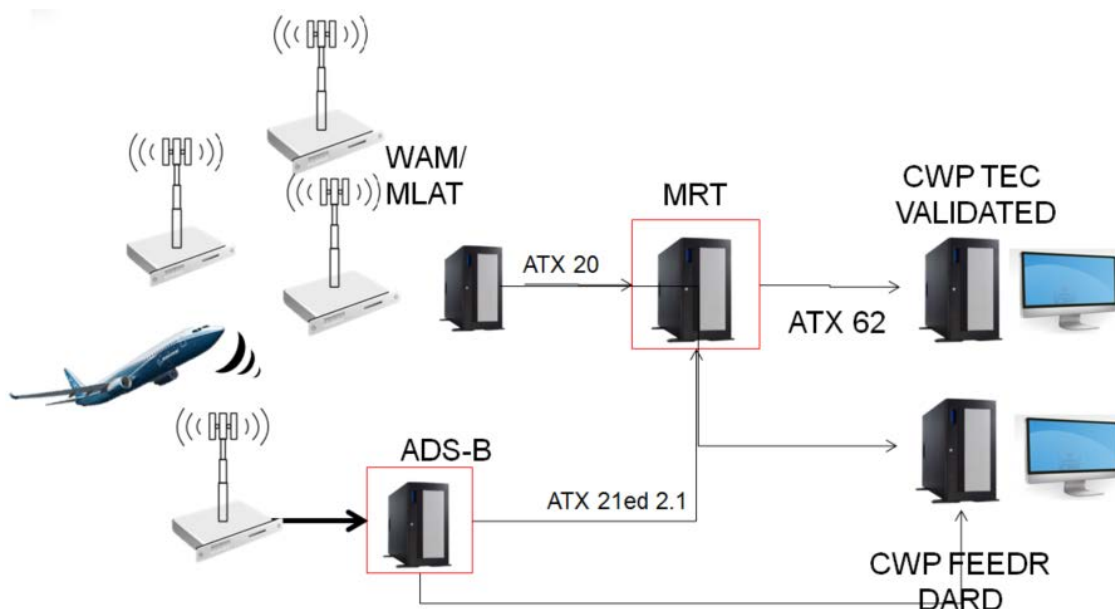 WAM/
MLAT
MRT
CWP TEC
VALIDATED
ATX 20
ATX 62
ADS-B
ATX 21ed 2.1
CWP FEEDR
DARD